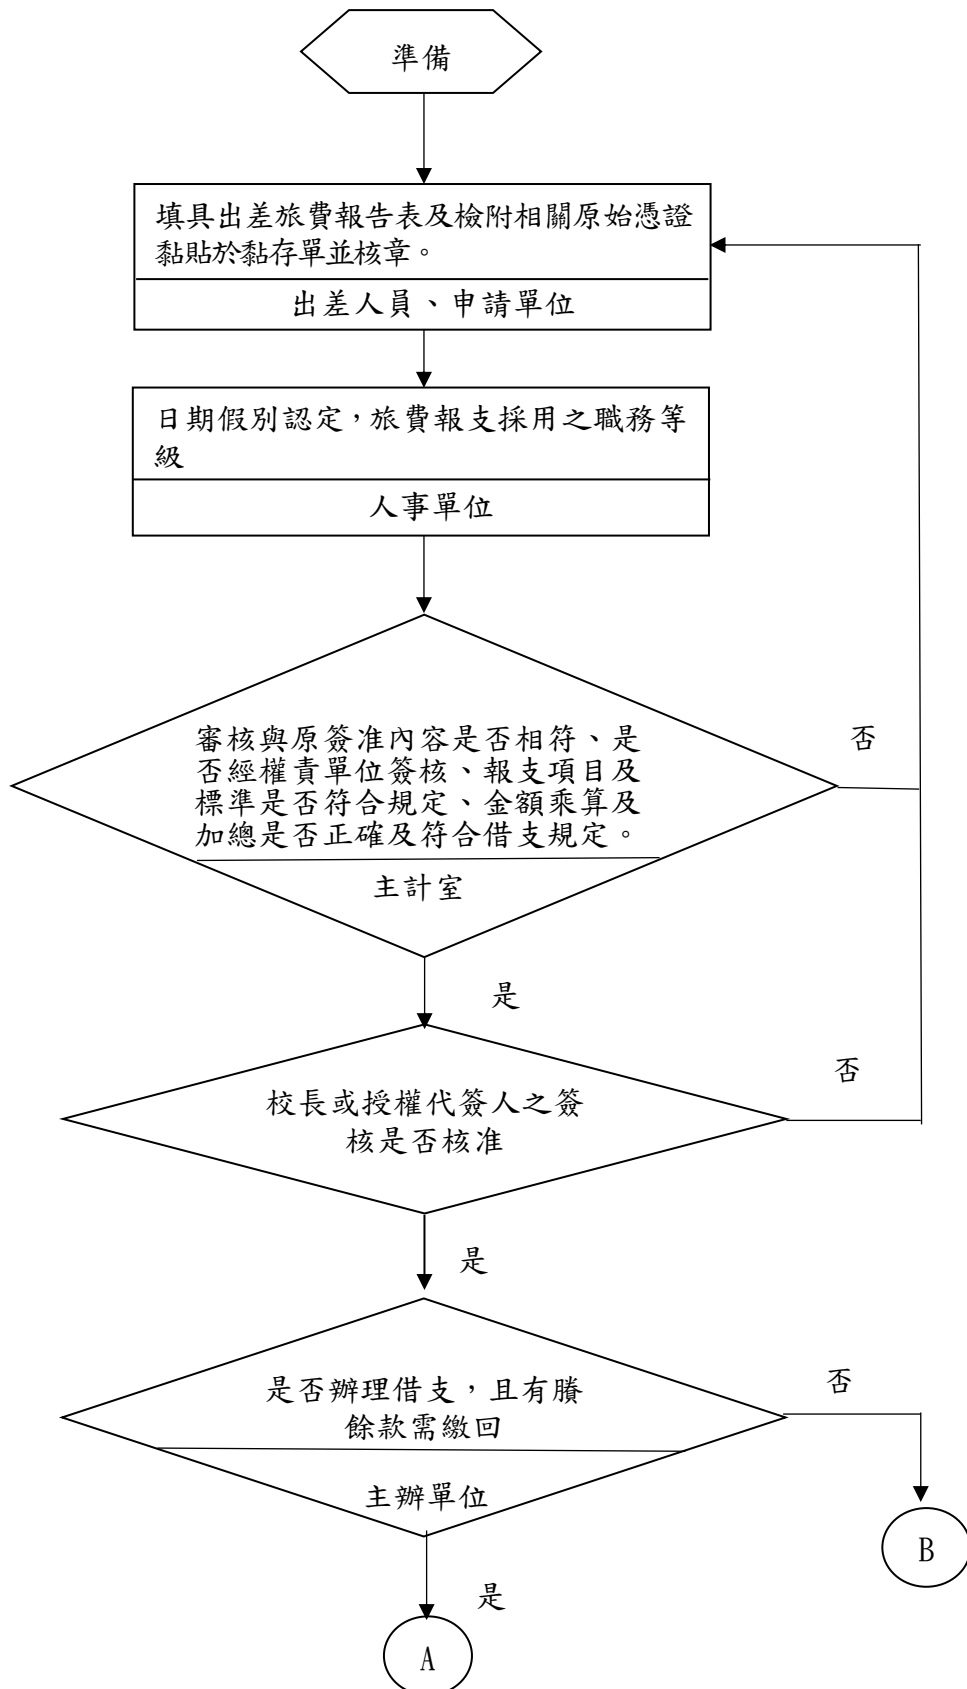 準備
填具出差旅費報告表及檢附相關原始憑證
黏貼於黏存單並核章。
出差人員、申請單位
日期假別認定，旅費報支採用之職務等
級
人事單位
審核與原簽准內容是否相符、是
否經權責單位簽核、報支項目及
標準是否符合規定、金額乘算及
加總是否正確及符合借支規定。
主計室
否
是
校長或授權代簽人之簽
核是否核准
否
是
是否辦理借支，且有賸
餘款需繳回
主辦單位
否
B
是
A